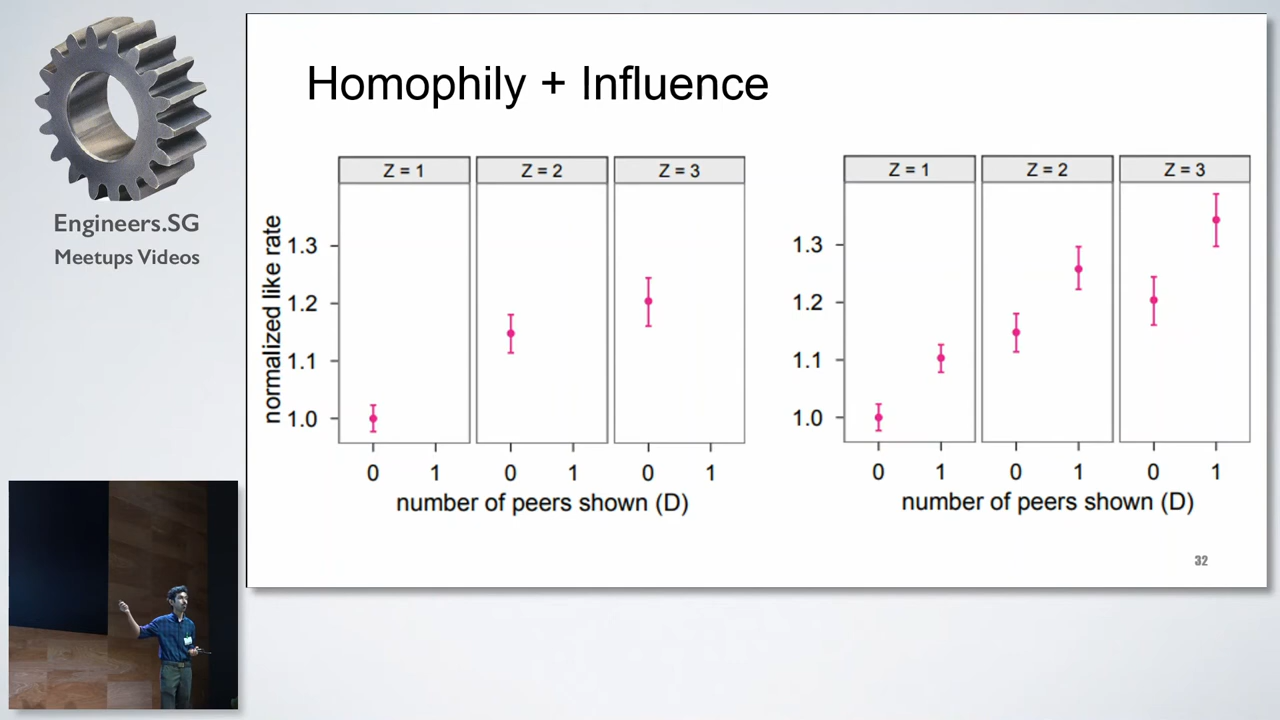 Engineers.SG
Meetups Videos
Homophily + Influence
Z = 1
Z = 2
Z = 3
normalized like rate
1.3
1.2
1.1
1.0
0 1 0 1 0 1
number of peers shown (D)
Z = 1
Z = 2
Z = 3
1.3
1.2
1.1
1.0
0 1 0 1 0 1
number of peers shown (D)
32